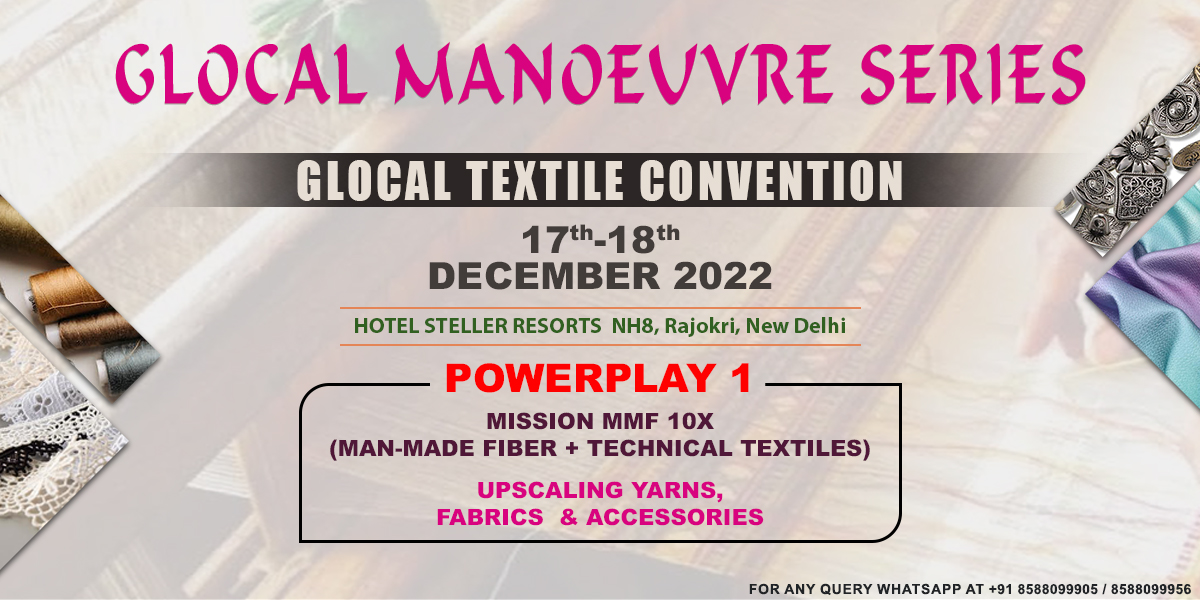 GLOCAL MANOEUVRE SERIES
GLOCAL TEXTILE CONVENTION
17th-18th
DECEMBER 2022
HOTEL STELLER RESORTS NH8, Rajokri, New Delhi
POWERPLAY 1
MISSION MMF 10X
(MAN-MADE FIBER + TECHNICAL TEXTILES)
UPSCALING YARNS,
FABRICS & ACCESSORIES
FOR ANY QUERY WHATSAPP AT +91 8588099905 / 8588099956